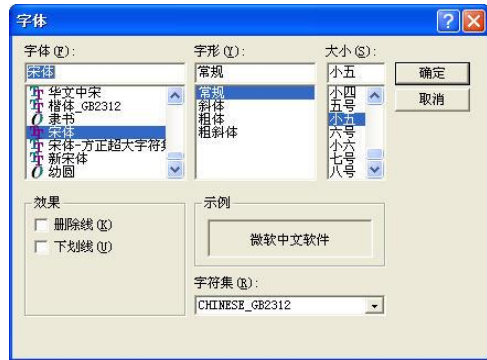 字体
字体(F): 字形(Y): 大小(S):
宋体 常规 小五 确定
华文中宋 常规 小四 取消
楷体_GB2312 斜体 五号
隶书 粗体 小五
宋体 粗斜体 六号
宋体-方正超大字符集 小六
新宋体 七号
幼圆 八号
效果 示例
删除线(K)
下划线(U) 微软中文软件
字符集(R):
CHINESE_GB2312